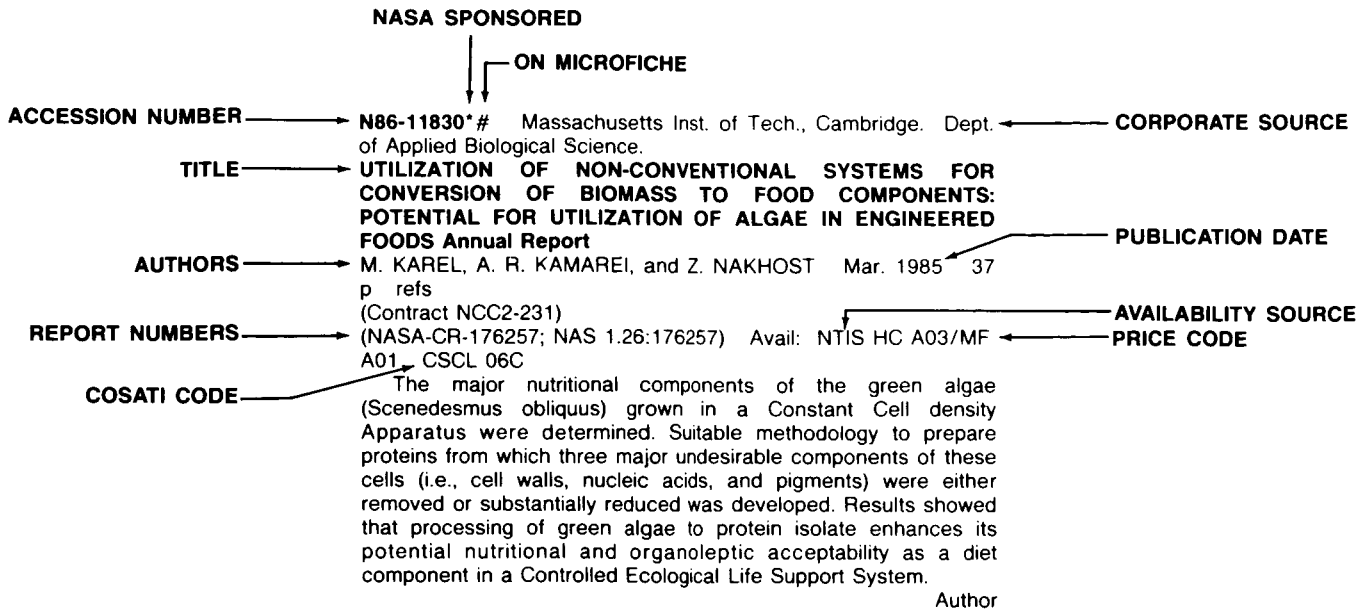 NASA SPONSORED
ON MICROFICHE
ACCESSION NUMBER N86-11830*# Massachusetts Inst. of Tech., Cambridge. Dept. CORPORATE SOURCE
of Applied Biological Science.
TITLE UTILIZATION OF NON-CONVENTIONAL SYSTEMS FOR
CONVERSION OF BIOMASS TO FOOD COMPONENTS:
POTENTIAL FOR UTILIZATION OF ALGAE IN ENGINEERED
FOODS Annual Report
PUBLICATION DATE
AUTHORS M. KAREL, A. R. KAMAREI, and Z. NAKHOST Mar. 1985 37
p refs
(Contract NCC2-231)
AVAILABILITY SOURCE
REPORT NUMBERS (NASA-CR-176257; NAS 1.26:176257) Avail: NTIS HC A03/MF PRICE CODE
A01 CSCL 06C
COSATI CODE
The major nutritional components of the green algae
(Scenedesmus obliquus) grown in a Constant Cell density
Apparatus were determined. Suitable methodology to prepare
proteins from which three major undesirable components of these
cells (i.e., cell walls, nucleic acids, and pigments) were either
removed or substantially reduced was developed. Results showed
that processing of green algae to protein isolate enhances its
potential nutritional and organoleptic acceptability as a diet
component in a Controlled Ecological Life Support System.
Author